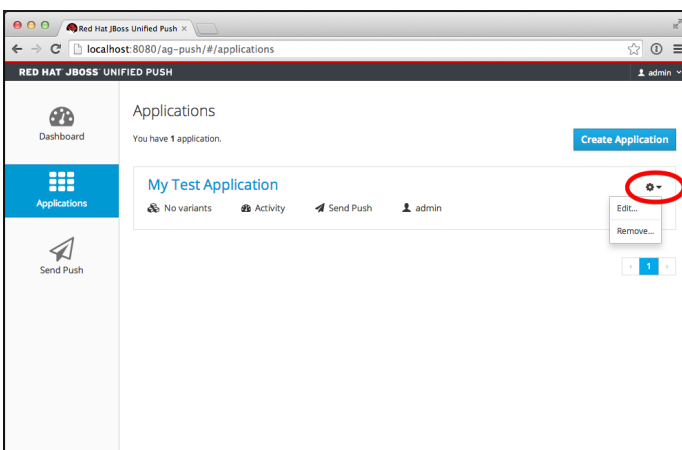 Red Hat JBoss Unified Push
localhost:8080/ag-push/#/applications
RED HAT JBOSS UNIFIED PUSH
admin
Dashboard
Applications
Send Push
Applications
You have 1 application.
Create Application
My Test Application
No variants
Activity
Send Push
admin
Edit...
Remove...
1